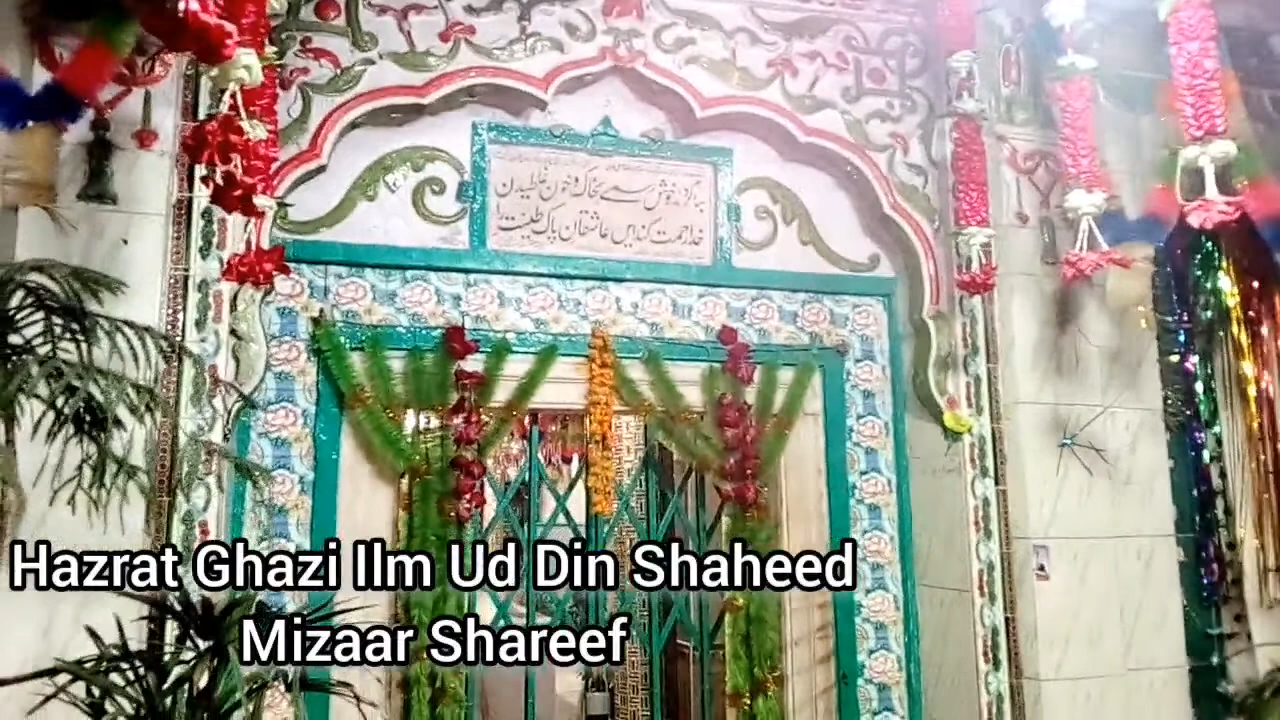 خوش رسمے بخاک و خون غلطیدن
خدا رحمت کند ایں عاشقان پاک طینت را
Hazrat Ghazi Ilm Ud Din Shaheed
Mizaar Shareef